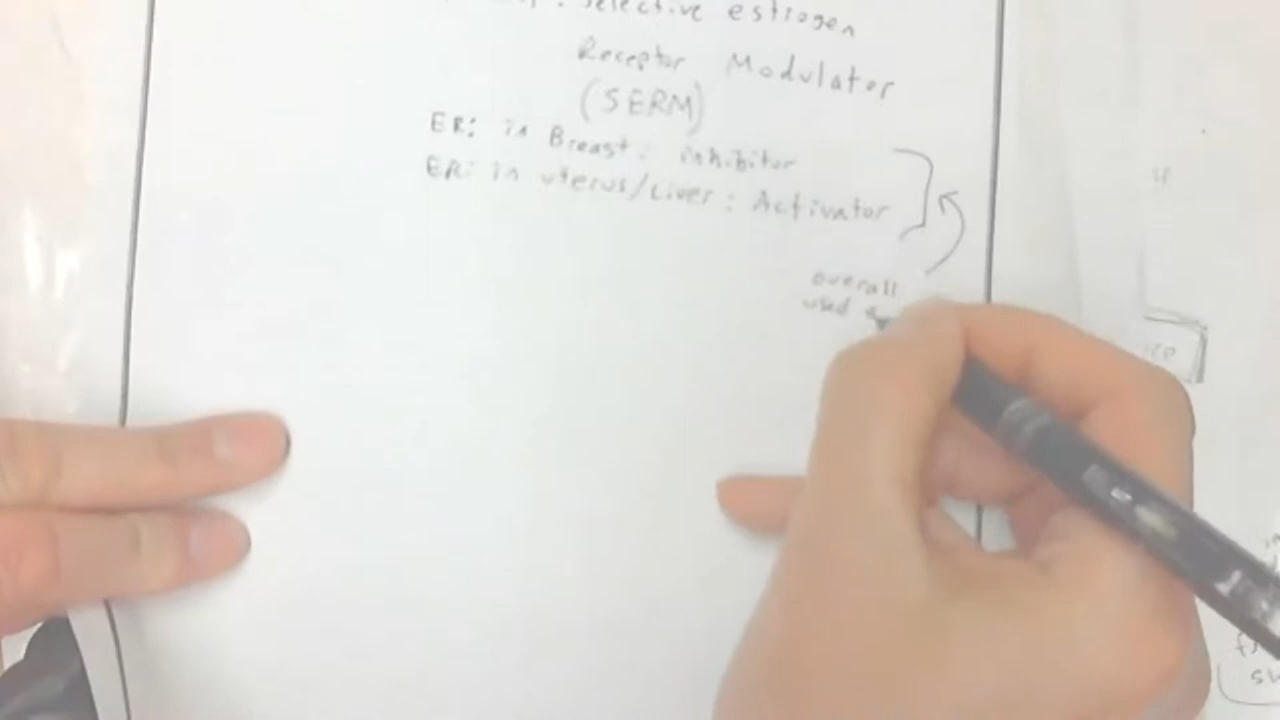 : selective estrogen
Receptor Modulator
(SERM)
ER: in Breast: inhibitor
ER: in uterus/Liver: Activator
overall
used